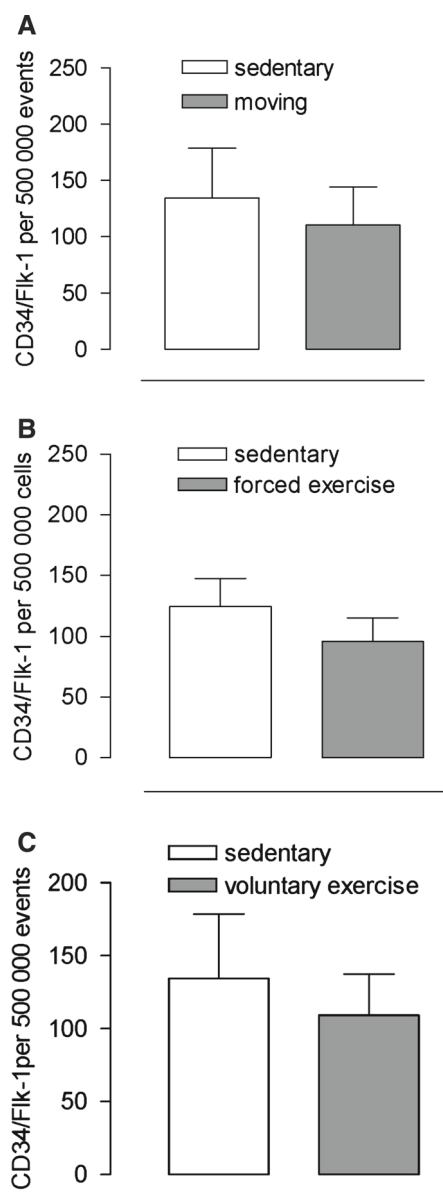 A
CD34/Flk-1 per 500 000 events
250
200
150
100
50
0
sedentary
moving
B
CD34/Flk-1 per 500 000 cells
250
200
150
100
50
0
sedentary
forced exercise
C
CD34/Flk-1per 500 000 events
200
150
100
50
0
sedentary
voluntary exercise